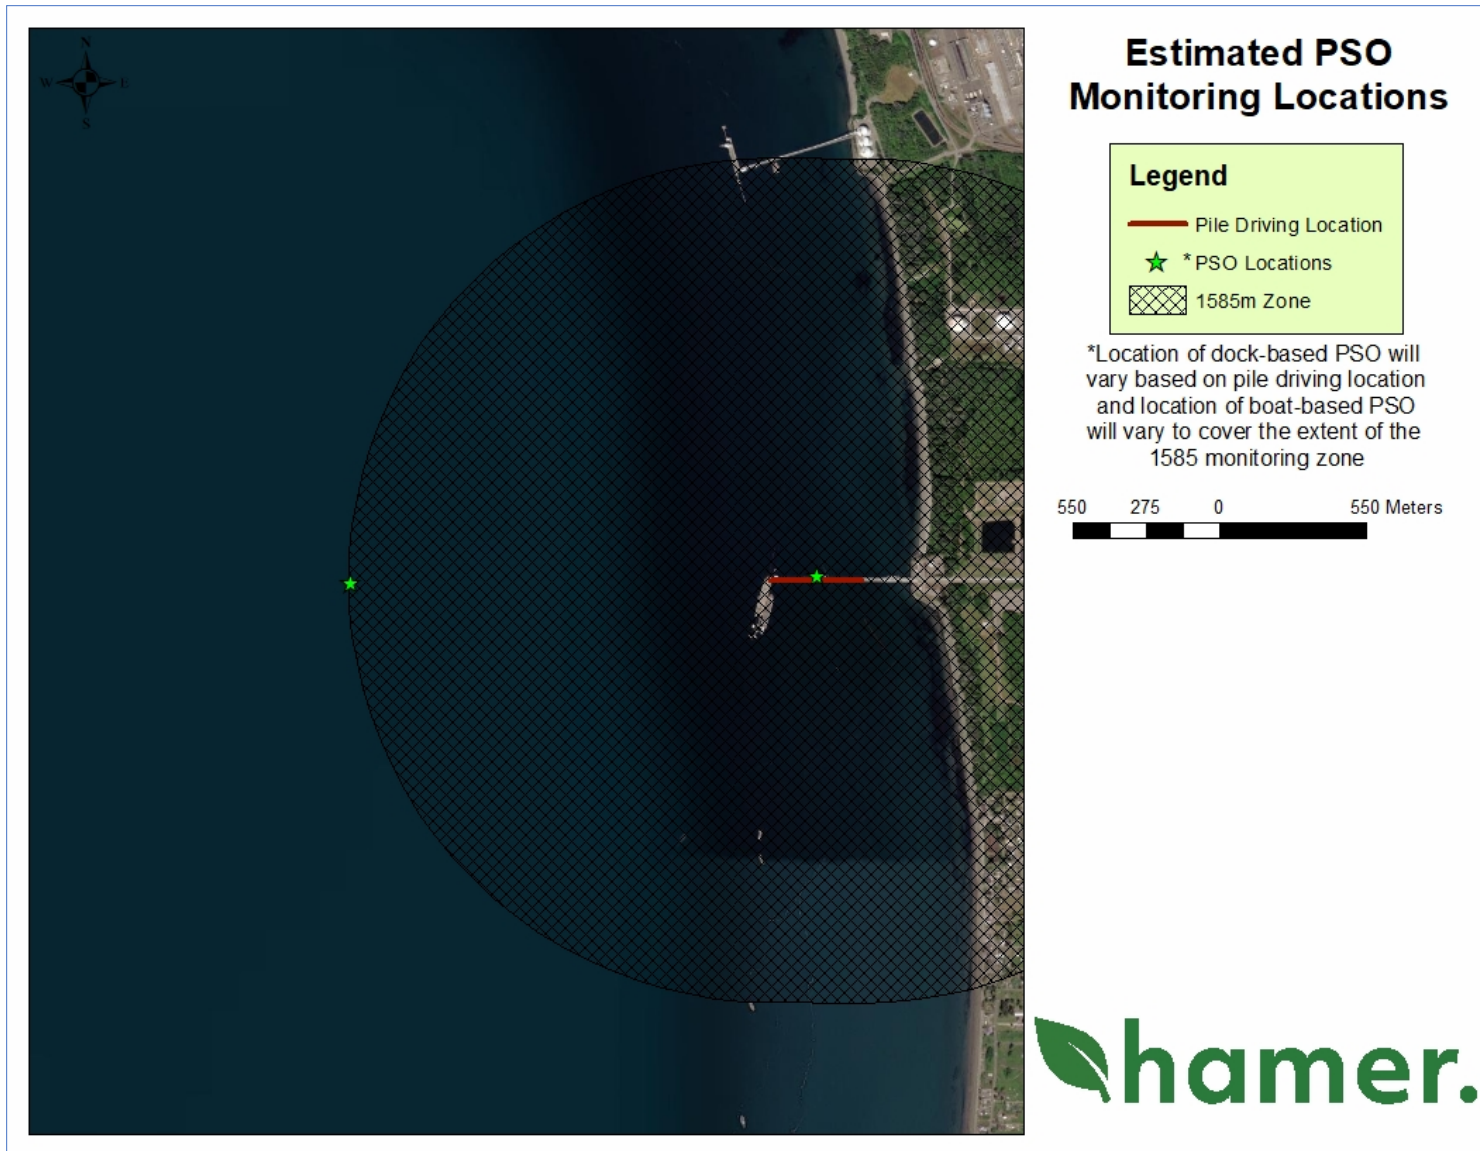 N
W E
S
Estimated PSO
Monitoring Locations
Legend
Pile Driving Location
* PSO Locations
1585m Zone
*Location of dock-based PSO will
vary based on pile driving location
and location of boat-based PSO
will vary to cover the extent of the
1585 monitoring zone
550 275 0 550 Meters
hamer.